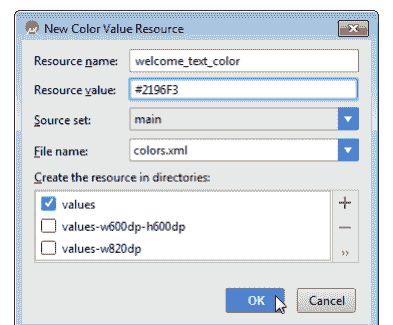 New Color Value Resource
Resource name: welcome_text_color
Resource value: #2196F3
Source set: main
File name: colors.xml
Create the resource in directories:
values
values-w600dp-h600dp
values-w820dp
OK Cancel